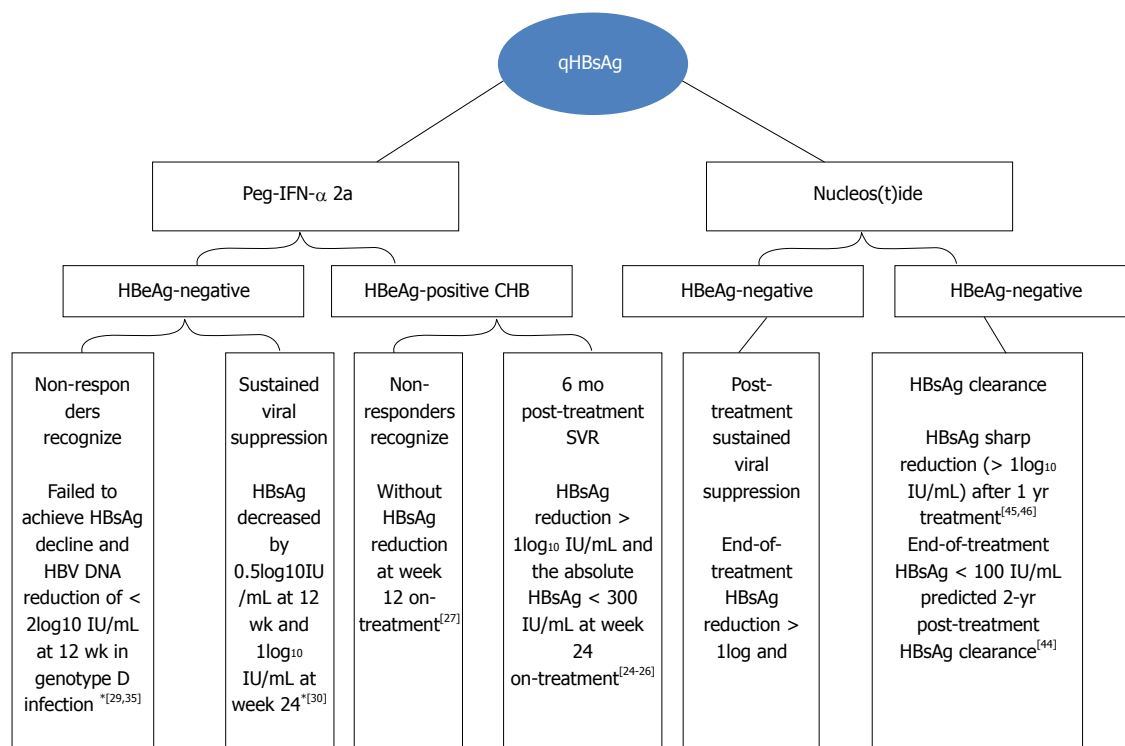 qHBsAg
Peg-IFN-α 2a
Nucleos(t)ide
HBeAg-negative
HBeAg-positive CHB
HBeAg-negative
HBeAg-negative
Non-respon
ders
recognize
Failed to
achieve HBsAg
decline and
HBV DNA
reduction of <
2log10 IU/mL
at 12 wk in
genotype D
infection *[29,35]
Sustained
viral
suppression
HBsAg
decreased
by
0.5log10IU
/mL at 12
wk and
1log10
IU/mL at
week 24*[30]
Non-
responders
recognize
Without
HBsAg
reduction
at week
12 on-
treatment[27]
6 mo
post-treatment
SVR
HBsAg
reduction >
1log10 IU/mL and
the absolute
HBsAg < 300
IU/mL at week
24
on-treatment[24-26]
Post-
treatment
sustained
viral
suppression
End-of-
treatment
HBsAg
reduction >
1log and
HBsAg clearance
HBsAg sharp
reduction (> 1log10
IU/mL) after 1 yr
treatment[45,46]
End-of-treatment
HBsAg < 100 IU/mL
predicted 2-yr
post-treatment
HBsAg clearance[44]